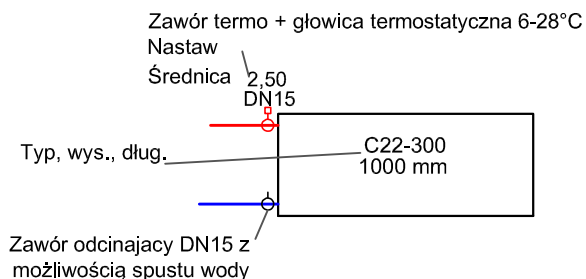 Zawór termo + głowica termostatyczna 6-28°C
Nastaw
Średnica 2,50
DN15
C22-300
Typ, wys., dług.
1000 mm
Zawór odcinajacy DN15 z
możliwością spustu wody